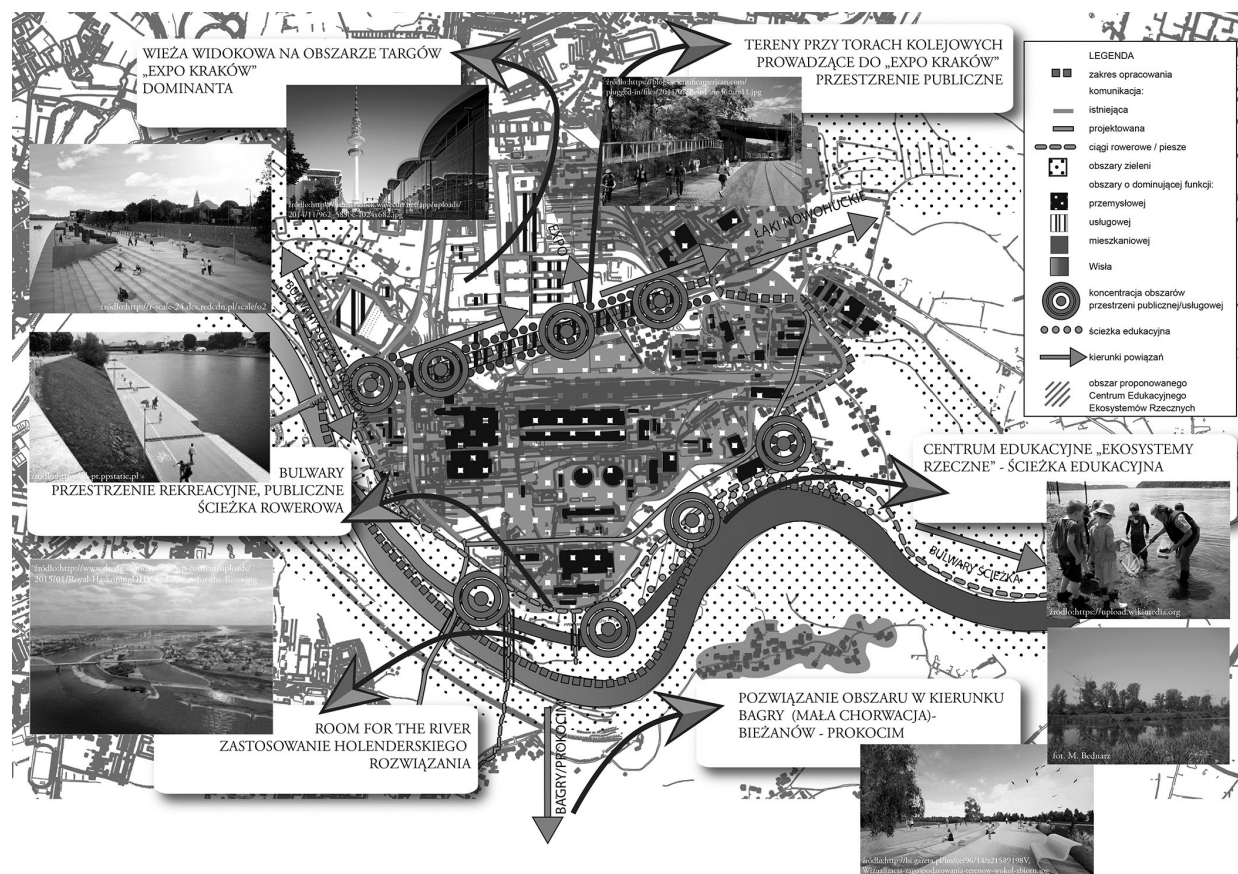 WIEŻA WIDOKOWA NA OBSZARZE TARGÓW
„EXPO KRAKÓW”
DOMINANTA
TERENY PRZY TORACH KOLEJOWYCH
PROWADZĄCE DO „EXPO KRAKÓW”
PRZESTZRENIE PUBLICZNE
LEGENDA
zakres opracowania
komunikacja:
istniejąca
projektowana
ciągi rowerowe / piesze
obszary zieleni
obszary o dominującej funkcji:
przemysłowej
usługowej
mieszkaniowej
Wisła
koncentracja obszarów
przestrzeni publicznej/usługowej
ścieżka edukacyjna
kierunki powiązań
obszar proponowanego
Centrum Edukacyjnego
Ekosystemów Rzecznych
EXPO
ŁĄKI NOWOHUCKIE
BULWARY
PRZESTRZENIE REKREACYJNE, PUBLICZNE
ŚCIEŻKA ROWEROWA
CENTRUM EDUKACYJNE „EKOSYSTEMY
RZECZNE” - ŚCIEŻKA EDUKACYJNA
BULWARY ŚCIEŻKA
źródło:https://upload.wikimedia.org
ROOM FOR THE RIVER
ZASTOSOWANIE HOLENDERSKIEGO
ROZWIĄZANIA
BAGRY/PROKOCIM
POZWIĄZANIE OBSZARU W KIERUNKU
BAGRY (MAŁA CHORWACJA)-
BIEŻANÓW - PROKOCIM
fot. M. Bednarz